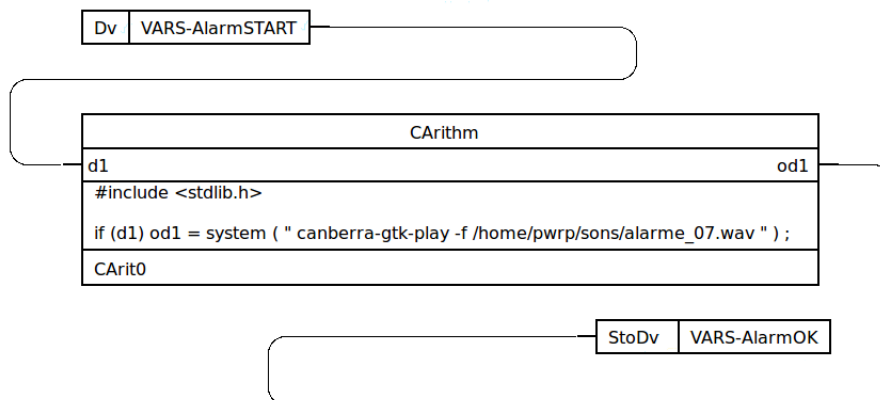 Dv VARS-AlarmSTART
CArithm
d1 od1
#include <stdlib.h>
if (d1) od1 = system ( " canberra-gtk-play -f /home/pwrp/sons/alarme_07.wav " ) ;
CArit0
StoDv VARS-AlarmOK